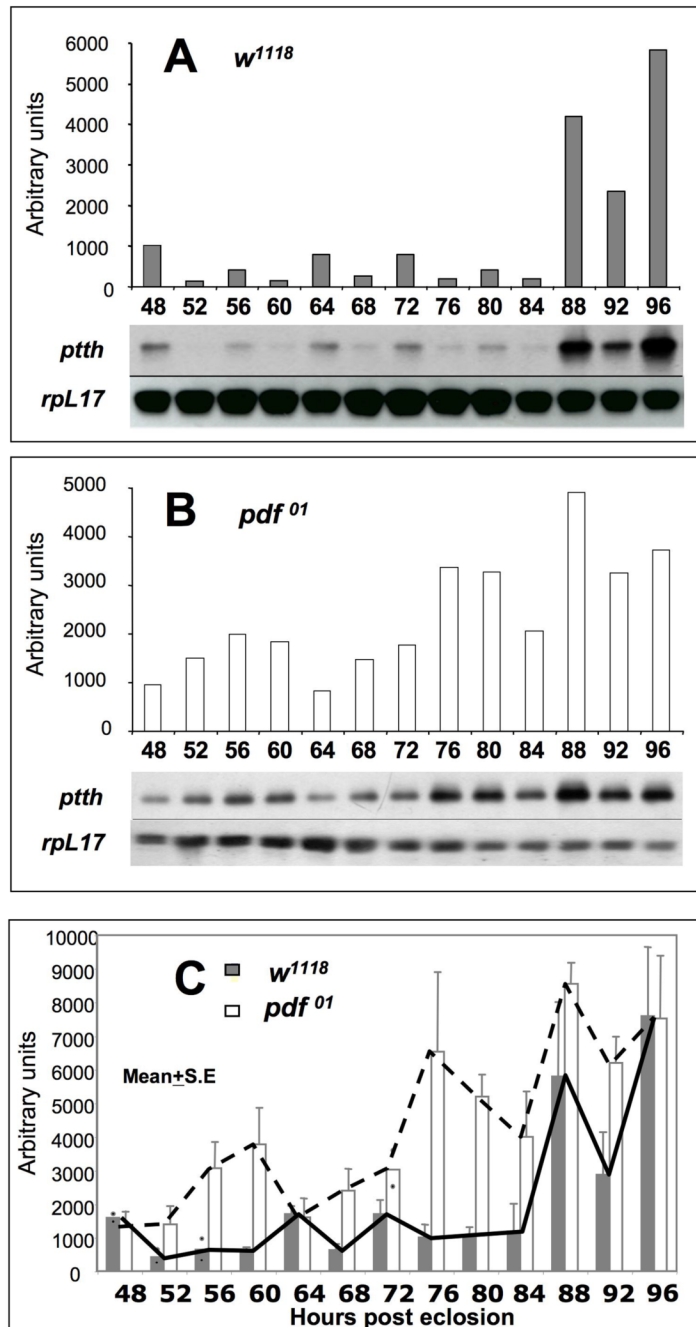 A w1118
Arbitrary units
6000
5000
4000
3000
2000
1000
0
48 52 56 60 64 68 72 76 80 84 88 92 96
ptth
rpL17
B pdf 01
Arbitrary units
5000
4000
3000
2000
1000
0
48 52 56 60 64 68 72 76 80 84 88 92 96
ptth
rpL17
C w1118
pdf 01
Mean±S.E
Arbitrary units
10000
9000
8000
7000
6000
5000
4000
3000
2000
1000
0
48 52 56 60 64 68 72 76 80 84 88 92 96
Hours post eclosion